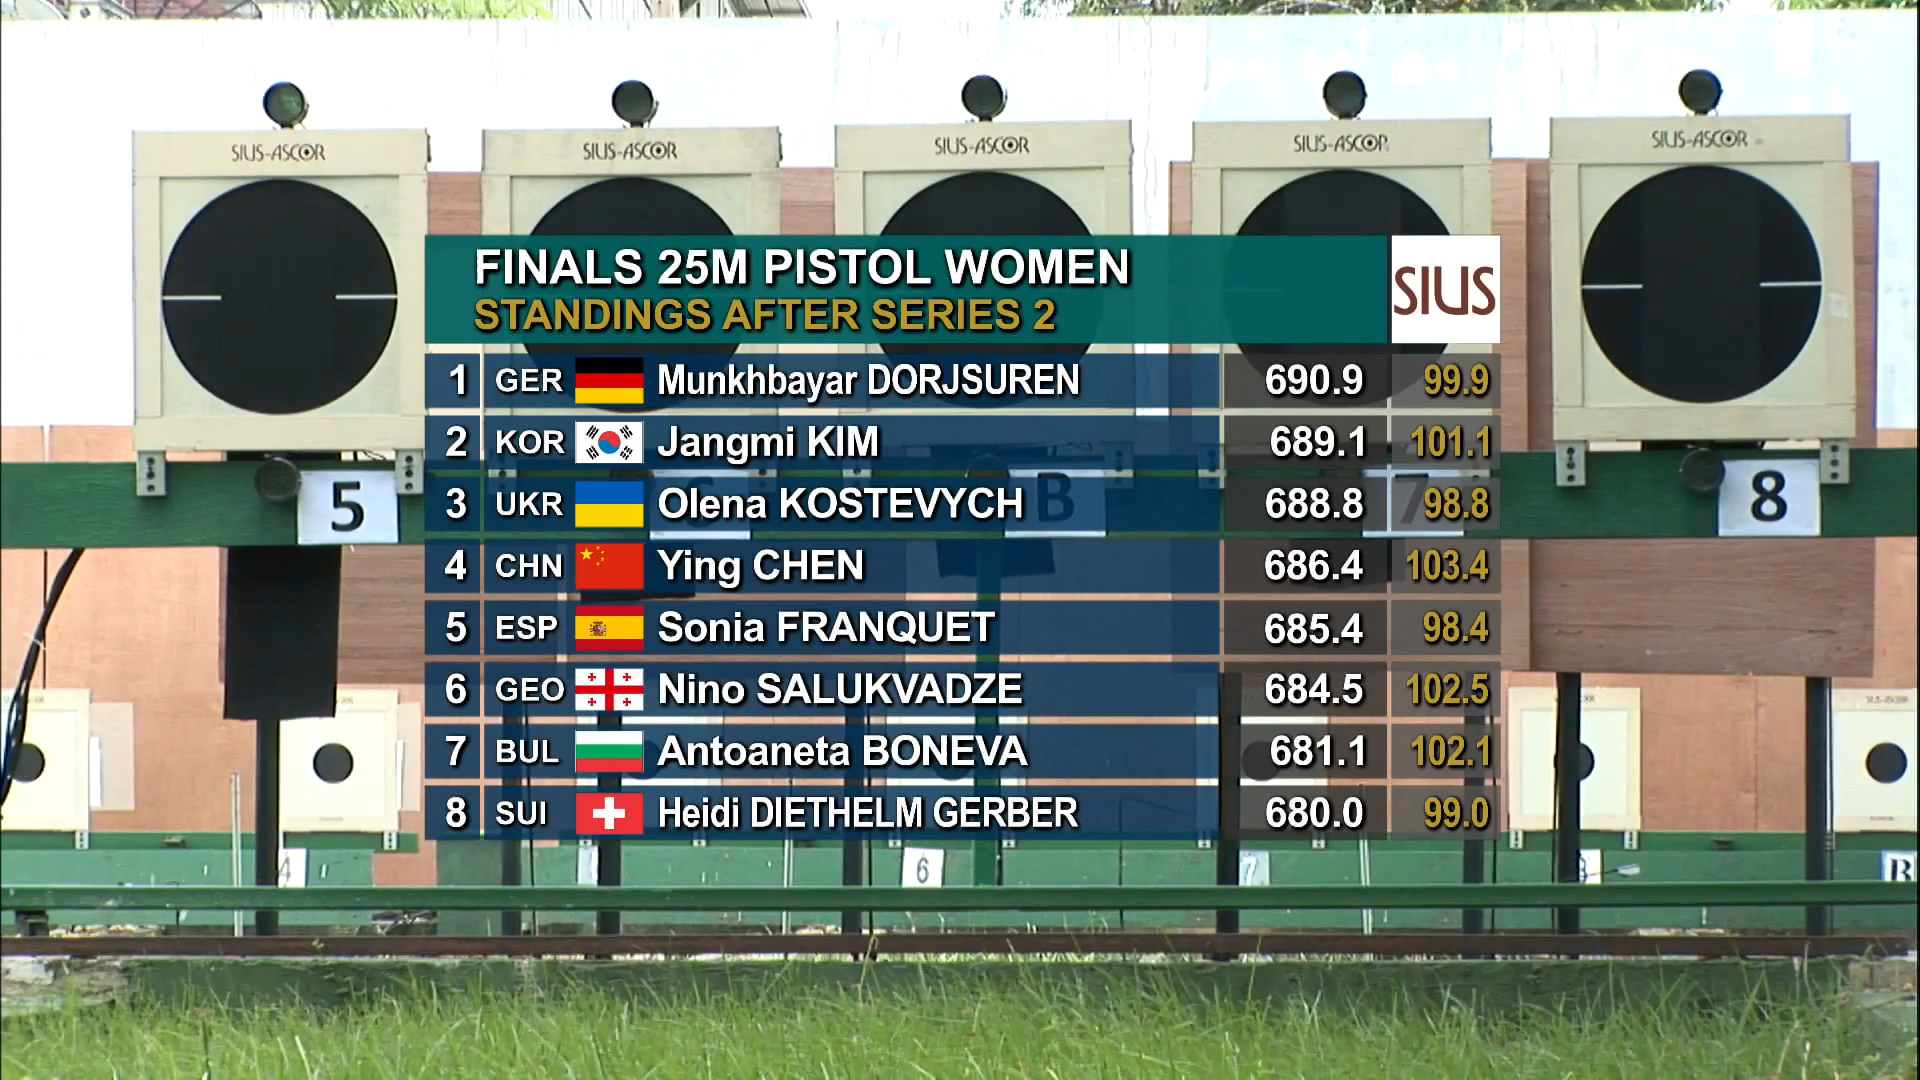 SIUS-ASCOR
SIUS-ASCOR
SIUS-ASCOR
SIUS-ASCOR
SIUS-ASCOR
FINALS 25M PISTOL WOMEN
STANDINGS AFTER SERIES 2
SIUS
1 GER Munkhbayar DORJSUREN 690.9 99.9
2 KOR Jangmi KIM 689.1 101.1
3 UKR Olena KOSTEVYCH 688.8 98.8
4 CHN Ying CHEN 686.4 103.4
5 ESP Sonia FRANQUET 685.4 98.4
6 GEO Nino SALUKVADZE 684.5 102.5
7 BUL Antoaneta BONEVA 681.1 102.1
8 SUI Heidi DIETHELM GERBER 680.0 99.0
5
B
7
8
4
6
7
B